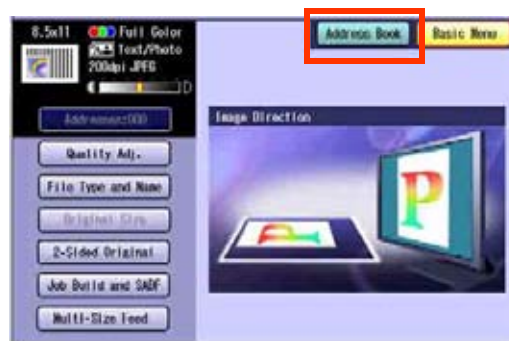 8.5x11 Full Color
Text/Photo
200dpi JPEG
D
Address Book
Basic Menu
Addresses:000
Image Direction
Quality Adj.
File Type and Name
Original Size
2-Sided Original
Job Build and SADF
Multi-Size Feed
P
P